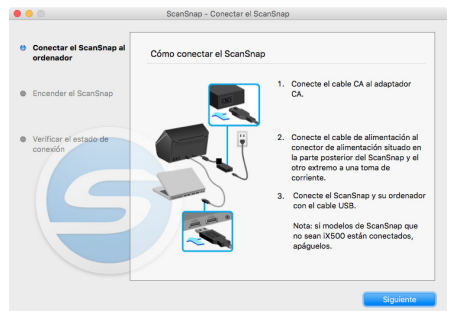 ScanSnap - Conectar el ScanSnap
Conectar el ScanSnap al
ordenador
Encender el ScanSnap
Verificar el estado de
conexión
Cómo conectar el ScanSnap
1. Conecte el cable CA al adaptador
CA.
2. Conecte el cable de alimentación al
conector de alimentación situado en
la parte posterior del ScanSnap y el
otro extremo a una toma de
corriente.
3. Conecte el ScanSnap y su ordenador
con el cable USB.
Nota: si modelos de ScanSnap que
no sean iX500 están conectados,
apáguelos.
Siguiente